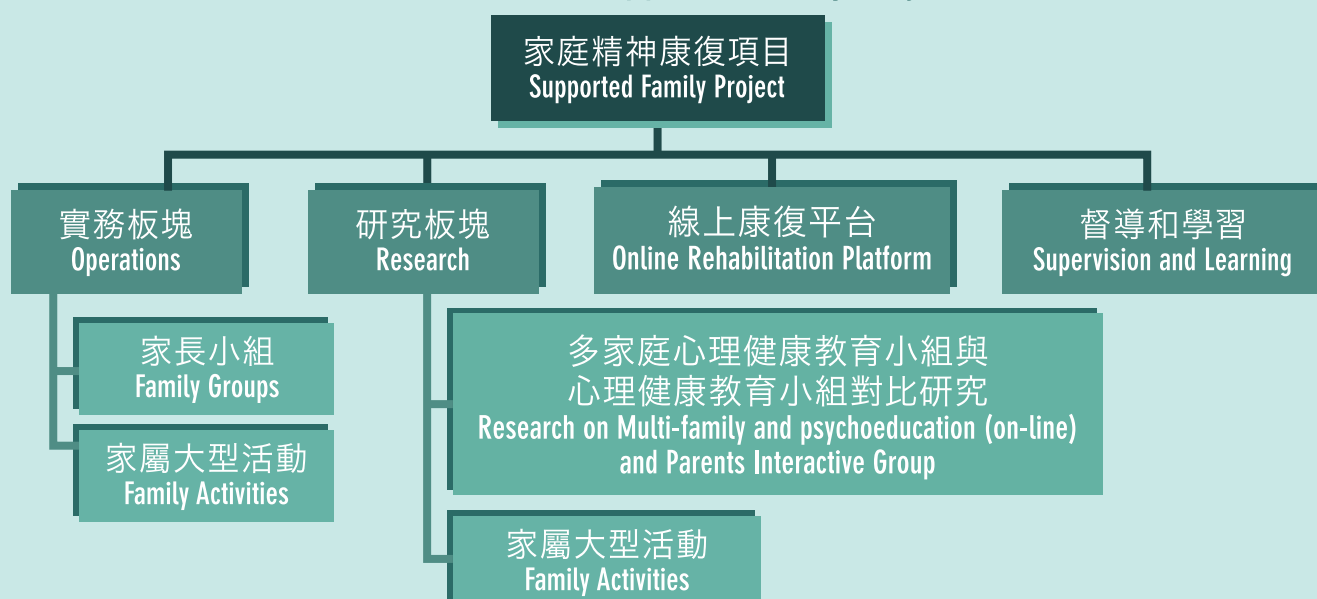 家庭精神康復項目
Supported Family Project
實務板塊
Operations
研究板塊
Research
線上康復平台
Online Rehabilitation Platform
督導和學習
Supervision and Learning
家長小組
Family Groups
家屬大型活動
Family Activities
多家庭心理健康教育小組與
心理健康教育小組對比研究
Research on Multi-family and psychoeducation (on-line)
and Parents Interactive Group
家屬大型活動
Family Activities